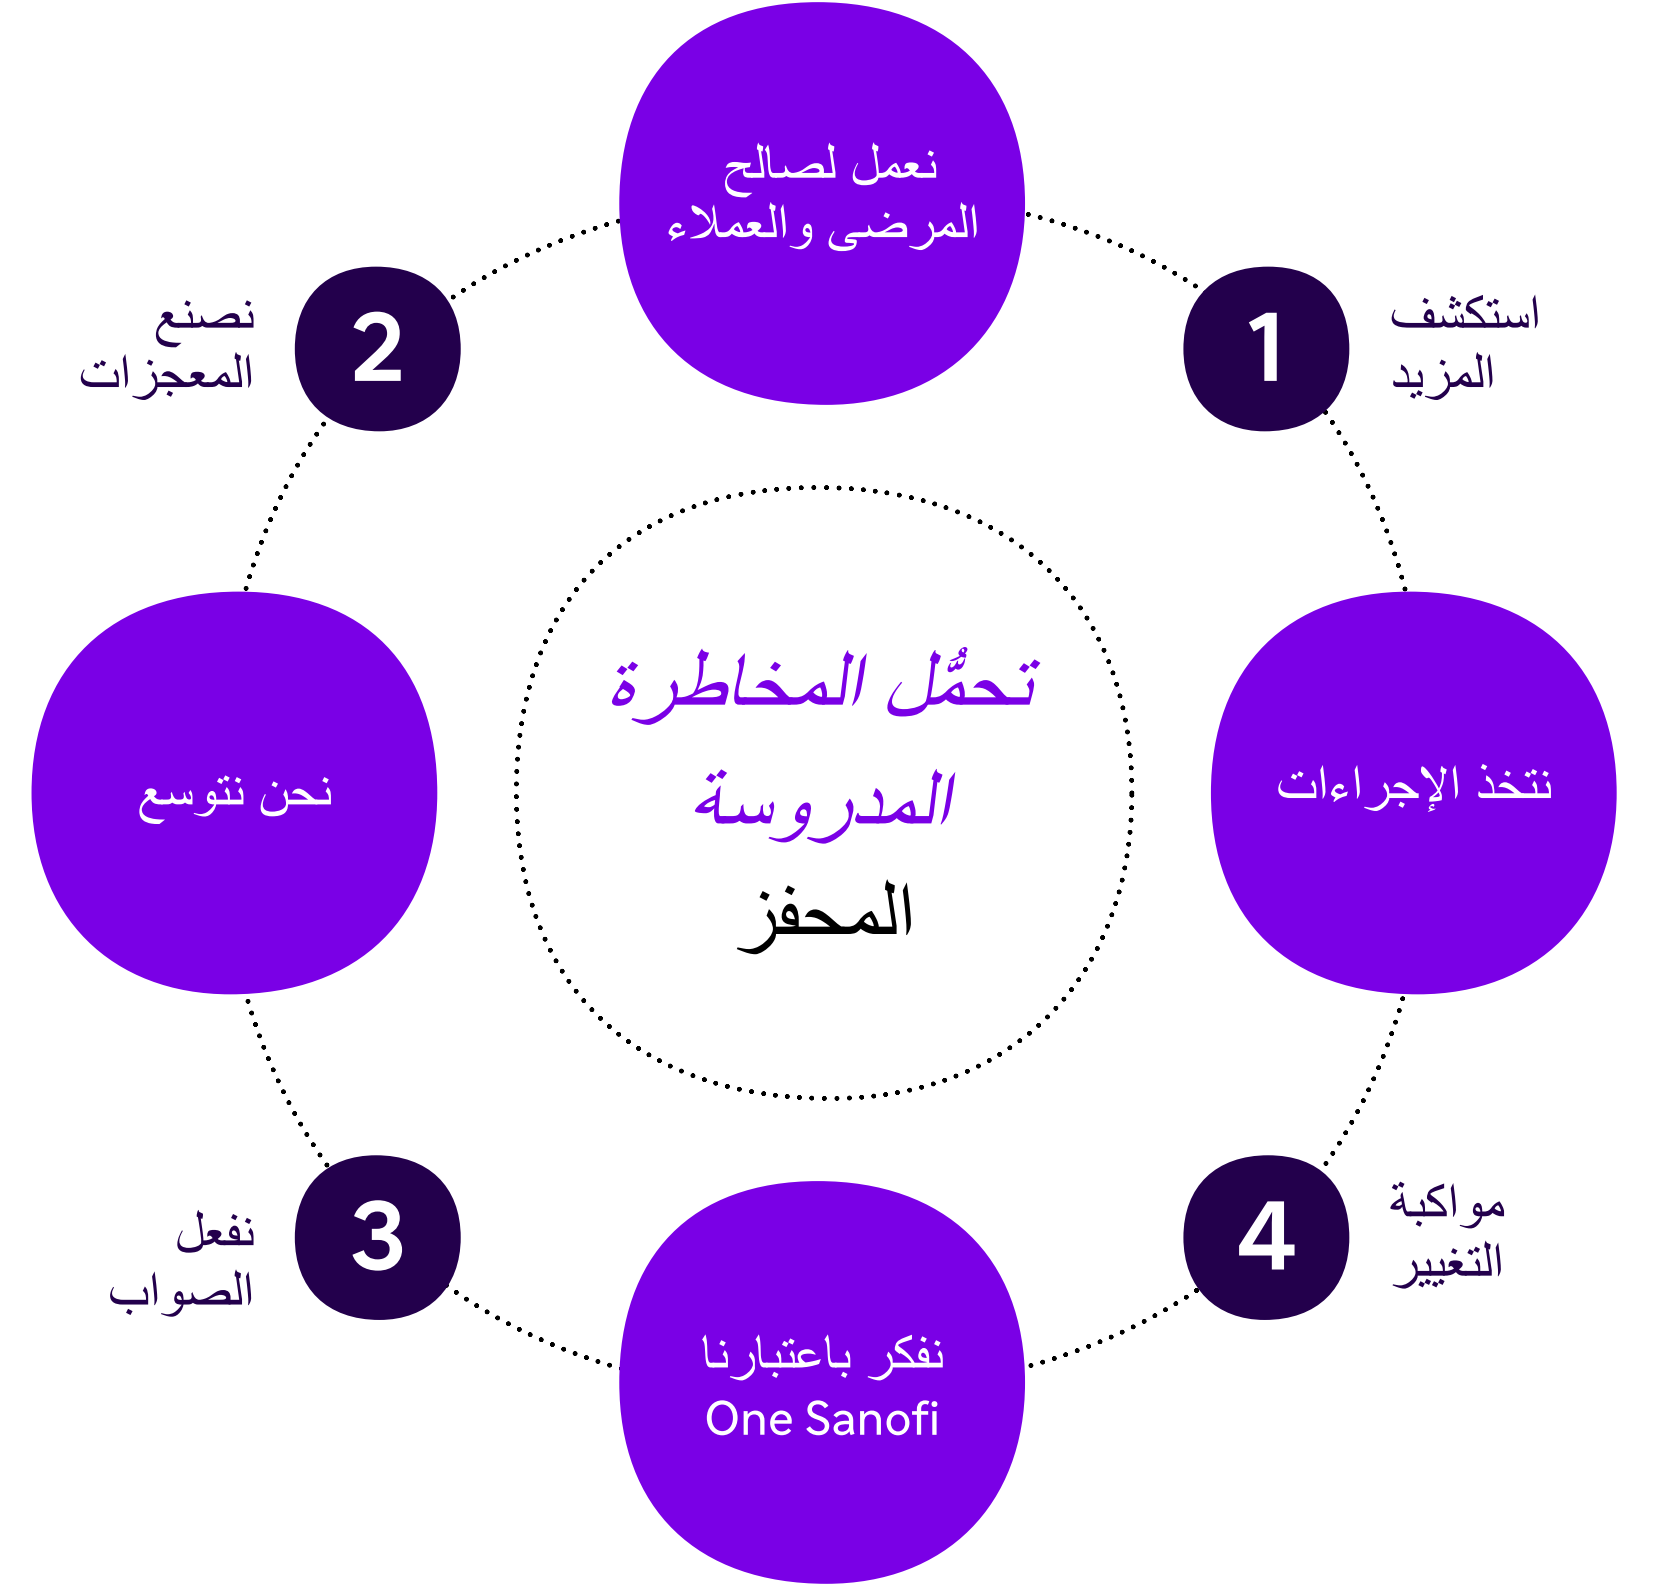 نعمل لصالح
المرضى والعملاء
1
استكشف
المزيد
2
نصنع
المعجزات
نتخذ الإجراءات
تحمُّل المخاطرة
المدروسة
المحفز
نحن نتوسع
4
مواكبة
التغيير
3
نفعل
الصواب
نفكر باعتبارنا
One Sanofi